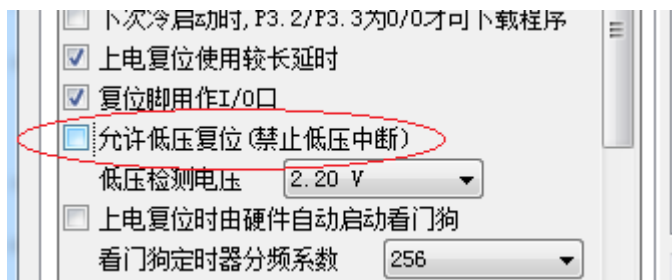 下次冷启动时,P3.2/P3.3为0/0才可下载程序
上电复位使用较长延时
复位脚用作I/O口
允许低压复位(禁止低压中断)
低压检测电压 2.20 V
上电复位时由硬件自动启动看门狗
看门狗定时器分频系数 256